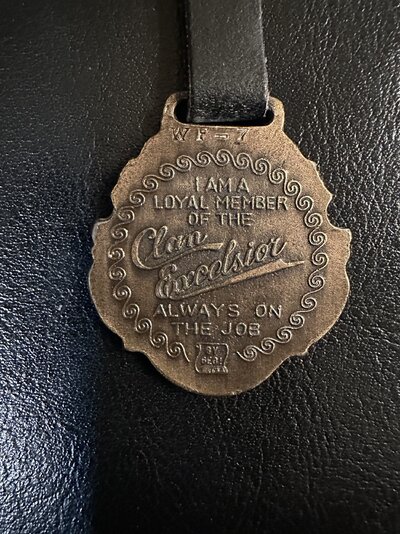 WF-7
I AM A
LOYAL MEMBER
OF THE
Clan
Excelsior
ALWAYS ON
THE JOB